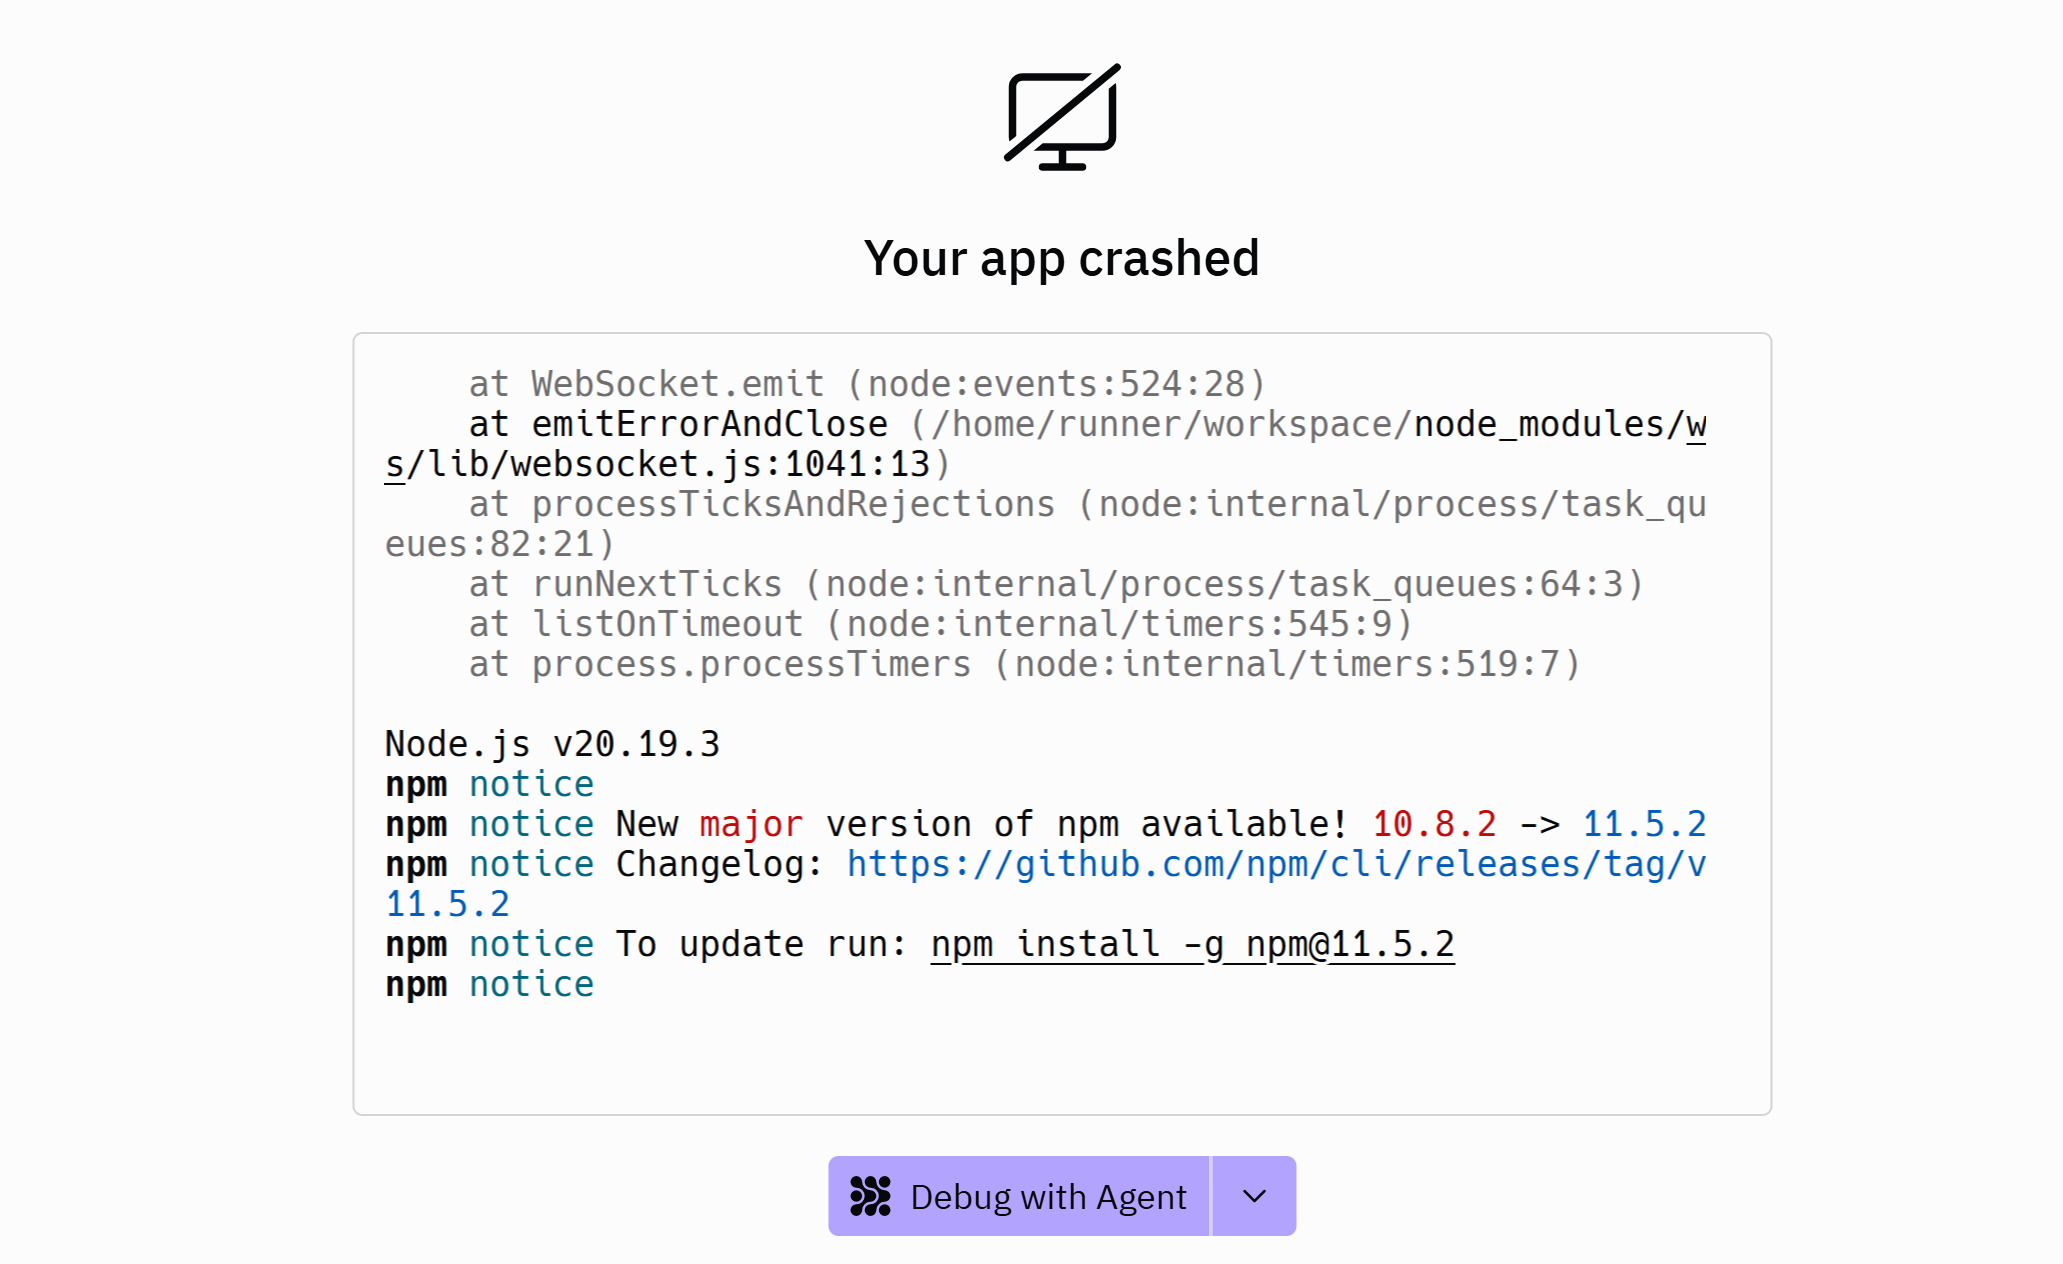 Your app crashed
at WebSocket.emit (node:events:524:28)
at emitErrorAndClose (/home/runner/workspace/node_modules/w
s/lib/websocket.js:1041:13)
at processTicksAndRejections (node:internal/process/task_qu
eues:82:21)
at runNextTicks (node:internal/process/task_queues:64:3)
at listOnTimeout (node:internal/timers:545:9)
at process.processTimers (node:internal/timers:519:7)
Node.js v20.19.3
npm notice
npm notice New major version of npm available! 10.8.2 -> 11.5.2
npm notice Changelog: https://github.com/npm/cli/releases/tag/v
11.5.2
npm notice To update run: npm install -g npm@11.5.2
npm notice
Debug with Agent